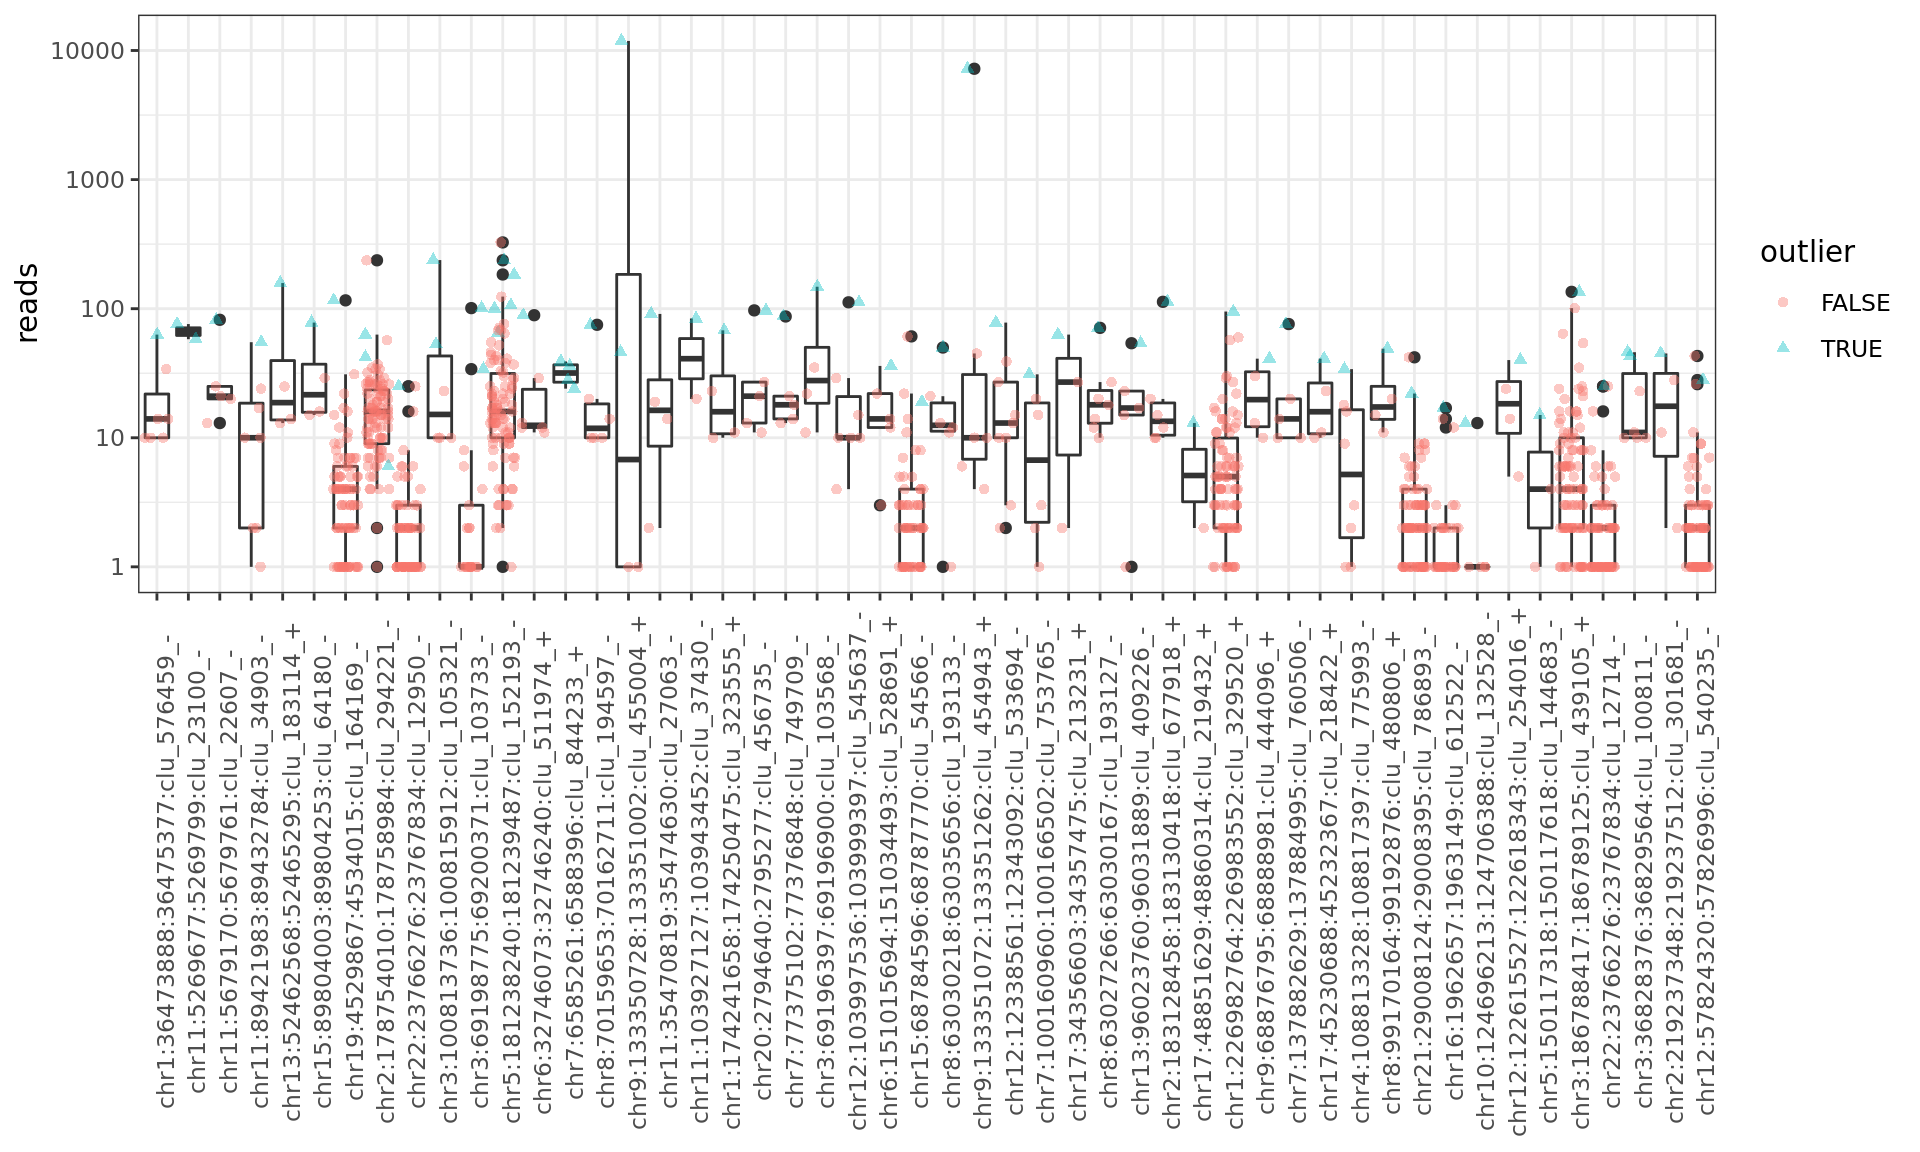 reads
10000
1000
100
10
1
outlier
FALSE
TRUE
chr1:36473888:36475377:clu_576459_-
chr11:5269677:5269799:clu_23100_-
chr11:5679170:5679761:clu_22607_-
chr11:89421983:89432784:clu_34903_-
chr13:52462568:52465295:clu_183114_+
chr15:89804003:89804253:clu_64180_-
chr19:4529867:4534015:clu_164169_-
chr2:178754010:178758984:clu_294221_-
chr22:23766276:23767834:clu_12950_-
chr3:100813736:100815912:clu_105321_-
chr3:69198775:69200371:clu_103733_-
chr5:181238240:181239487:clu_152193_-
chr6:32746073:32746240:clu_511974_+
chr7:6585261:6588396:clu_844233_+
chr8:70159653:70162711:clu_194597_-
chr9:133350728:133351002:clu_455004_+
chr11:35470819:35474630:clu_27063_-
chr11:103927127:103943452:clu_37430_-
chr1:174241658:174250475:clu_323555_+
chr20:2794640:2795277:clu_4567735_-
chr7:77375102:77376848:clu_749709_-
chr3:69196397:69196900:clu_103568_-
chr12:103997536:103999397:clu_545637_-
chr6:151015694:151034493:clu_528691_+
chr15:68784596:68787770:clu_54566_-
chr8:63030218:63035656:clu_193133_-
chr9:133351072:133351262:clu_454943_+
chr12:12338561:12343092:clu_533694_-
chr7:100160960:100166502:clu_753765_-
chr17:34356603:34357475:clu_213231_+
chr8:63027266:63030167:clu_193127_-
chr13:96023760:96031889:clu_409226_-
chr2:183128458:183130418:clu_677918_+
chr17:48851629:48860314:clu_219432_+
chr1:226982764:226983552:clu_329520_+
chr9:68876795:68888981:clu_444096_+
chr7:137882629:137884995:clu_760506_-
chr17:45230688:45232367:clu_218422_+
chr4:108813328:108817397:clu_775993_-
chr8:99170164:99192876:clu_480806_+
chr21:29008124:29008395:clu_786893_-
chr16:1962657:1963149:clu_612522_-
chr10:124696213:124706388:clu_132528_-
chr12:122615527:122618343:clu_254016_+
chr5:150117318:150117618:clu_144683_-
chr3:186788417:186789125:clu_439105_+
chr22:23766276:23767834:clu_12714_-
chr3:36828376:36829564:clu_100811_-
chr2:219237348:219237512:clu_301681_-
chr12:57824320:57826996:clu_540235_-